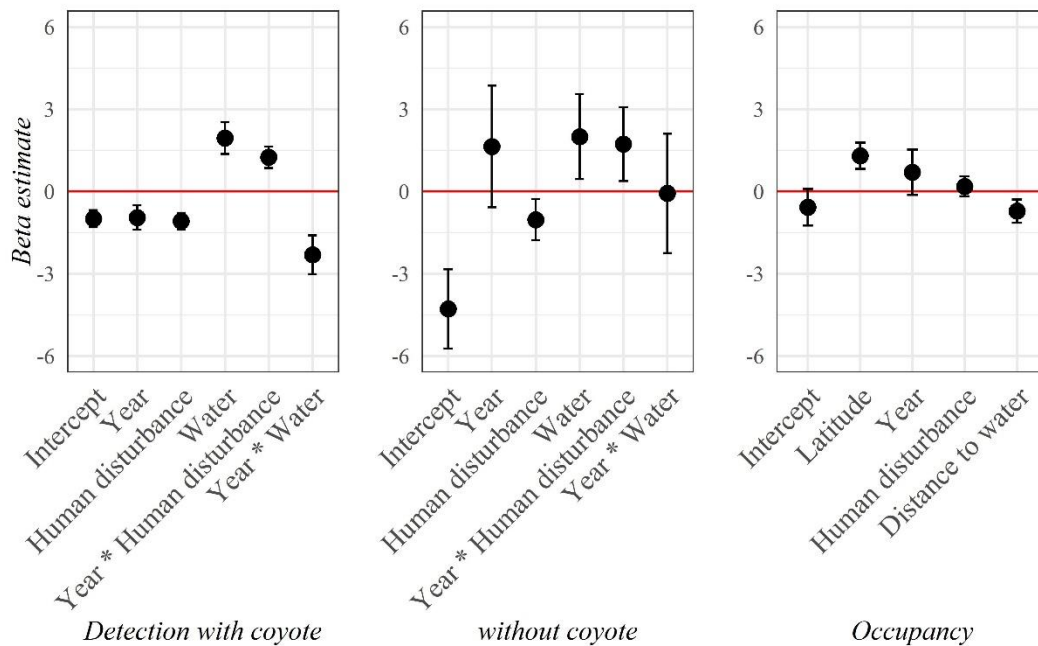 6
3
0
-3
-6
Beta estimate
Intercept
Year
Human disturbance
Water
Year * Human disturbance
Year * Water
Detection with coyote
6
3
0
-3
-6
Intercept
Year
Human disturbance
Water
Year * Human disturbance
Year * Water
without coyote
6
3
0
-3
-6
Intercept
Latitude
Year
Human disturbance
Distance to water
Occupancy